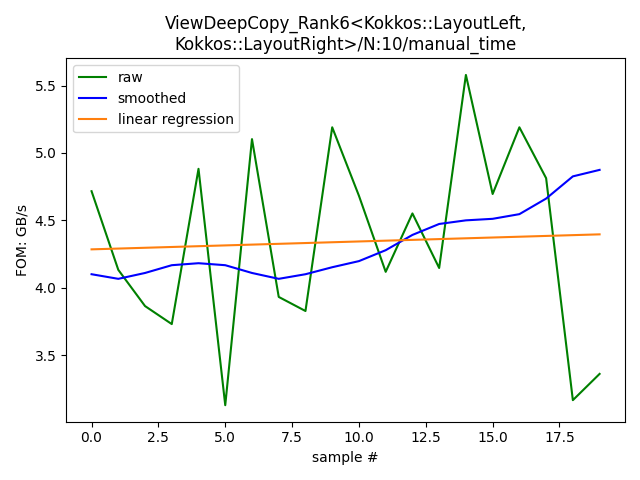 ViewDeepCopy_Rank6<Kokkos::LayoutLeft,
Kokkos::LayoutRight>/N:10/manual_time
raw
smoothed
linear regression
FOM: GB/s
5.5
5.0
4.5
4.0
3.5
0.0 2.5 5.0 7.5 10.0 12.5 15.0 17.5
sample #